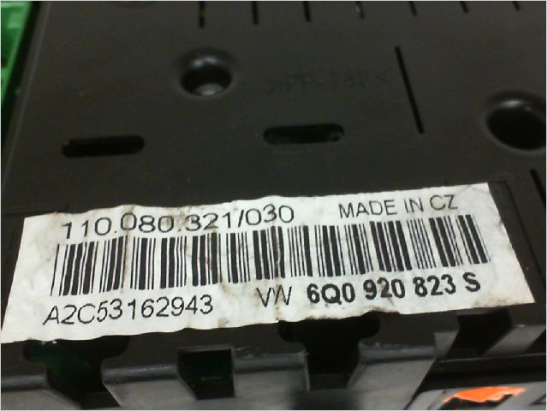 110.080.321/030 MADE IN CZ
A2C53162943 VW 6Q0 920 823 S